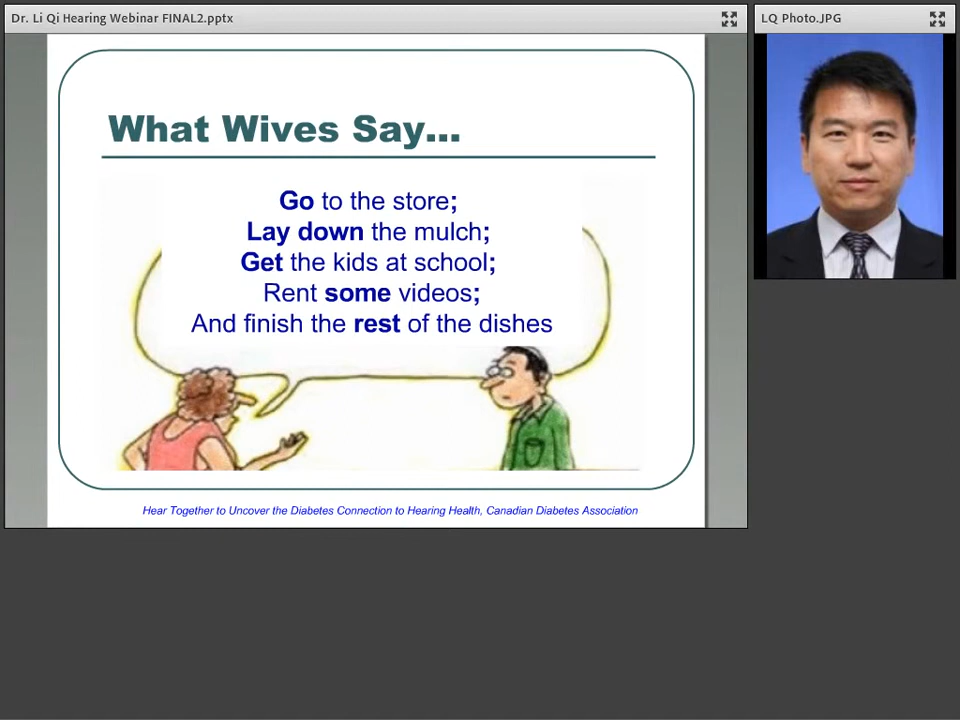 Dr. Li Qi Hearing Webinar FINAL2.pptx
LQ Photo.JPG
What Wives Say...
Go to the store;
Lay down the mulch;
Get the kids at school;
Rent some videos;
And finish the rest of the dishes
Hear Together to Uncover the Diabetes Connection to Hearing Health, Canadian Diabetes Association